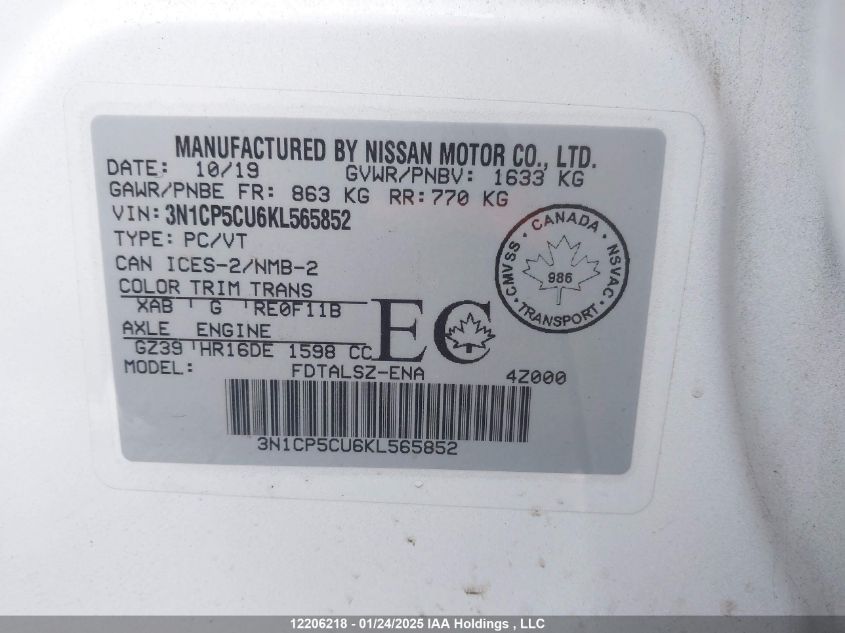 MANUFACTURED BY NISSAN MOTOR CO., LTD.
DATE: 10/19 GVWR/PNBV: 1633 KG
GAWR/PNBE FR: 863 KG RR: 770 KG
VIN: 3N1CP5CU6KL565852
TYPE: PC/VT
CAN ICES-2/NMB-2
COLOR TRIM TRANS
XAB G RE0F11B
AXLE ENGINE
GZ39 HR16DE 1598 CC
EC
CANADA
CMVSS NSVAC
986
TRANSPORT
MODEL: FDTALSZ-ENA 4Z000
3N1CP5CU6KL565852
12206218 - 01/24/2025 IAA Holdings , LLC